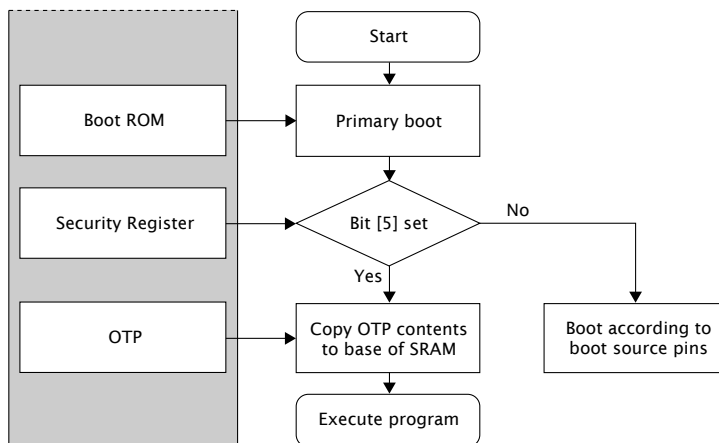 Start
Boot ROM
Primary boot
Security Register
Bit [5] set
No
Yes
OTP
Copy OTP contents
to base of SRAM
Boot according to
boot source pins
Execute program